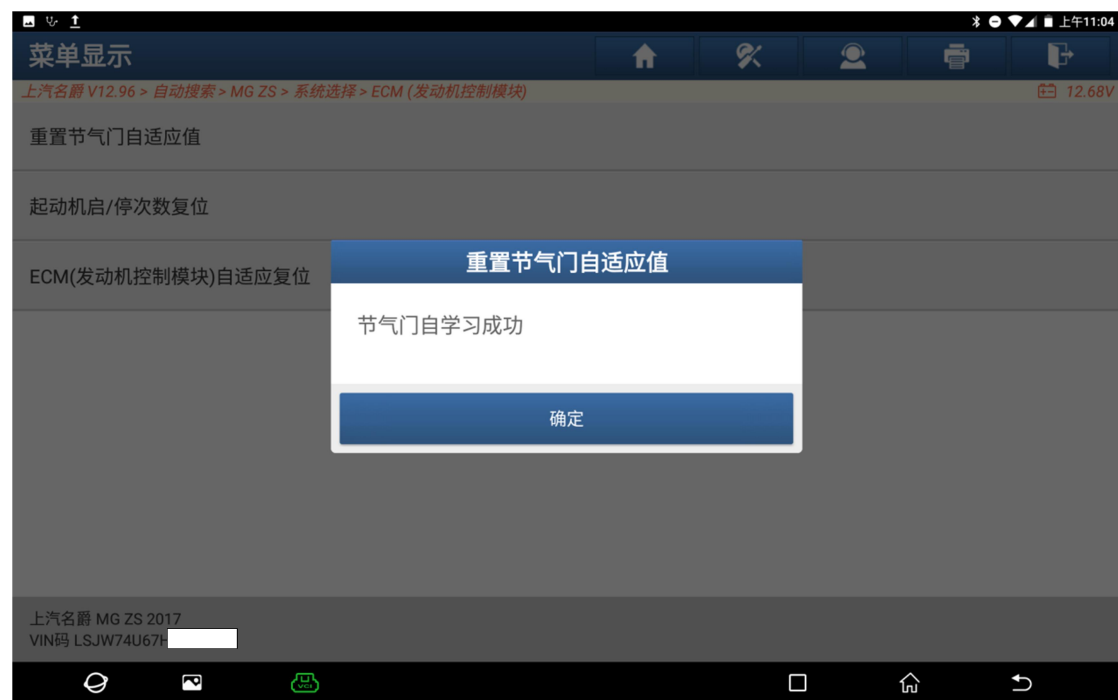 上午11:04
菜单显示
上汽名爵 V12.96 > 自动搜索 > MG ZS > 系统选择 > ECM (发动机控制模块)
12.68V
重置节气门自适应值
起动机启/停次数复位
ECM(发动机控制模块)自适应复位
重置节气门自适应值
节气门自学习成功
确定
上汽名爵 MG ZS 2017
VIN码 LSJW74U67H
VCI